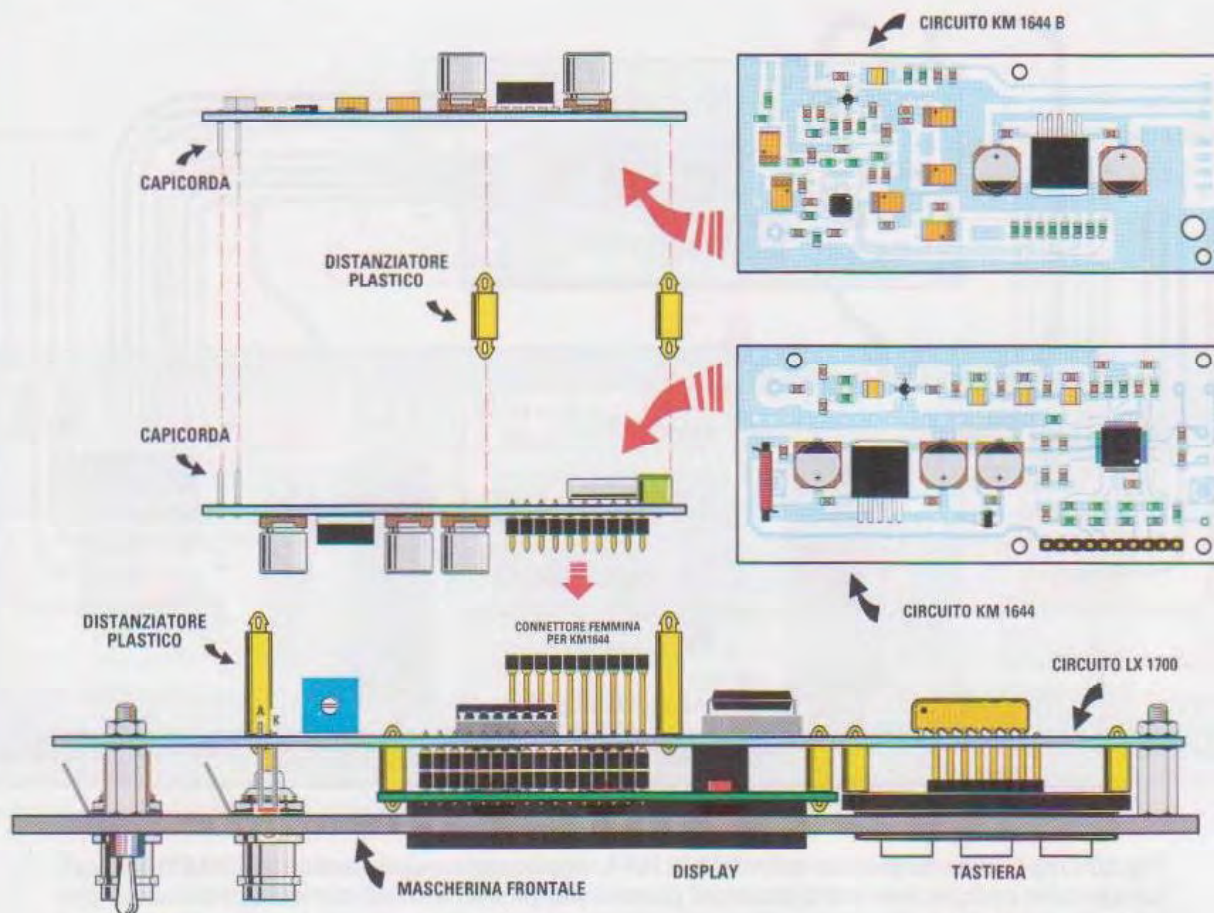 CIRCUITO KM 1644 B
CAPICORDA
DISTANZIATORE
PLASTICO
CAPICORDA
CIRCUITO KM 1644
DISTANZIATORE
PLASTICO
CONNETTORE FEMMINA
PER KM1644
CIRCUITO LX 1700
A
K
MASCHERINA FRONTALE
DISPLAY
TASTIERA